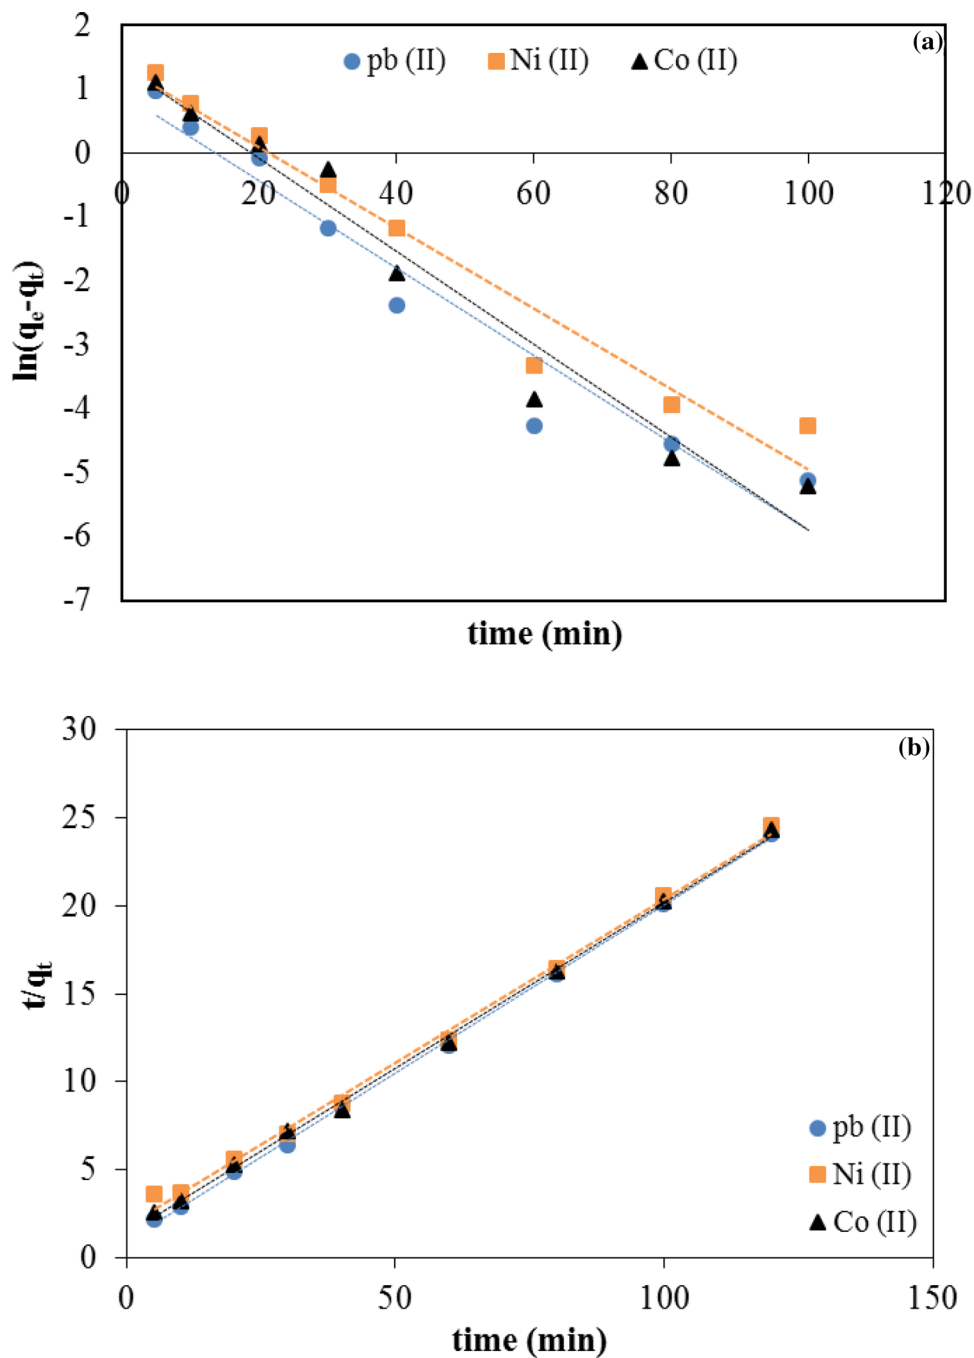 (a)
pb (II) Ni (II) Co (II)
2
1
0
-1
-2
-3
-4
-5
-6
-7
0 20 40 60 80 100 120
ln(qe-qt)
time (min)
(b)
30
25
20
15
10
5
0
t/qt
pb (II)
Ni (II)
Co (II)
0 50 100 150
time (min)